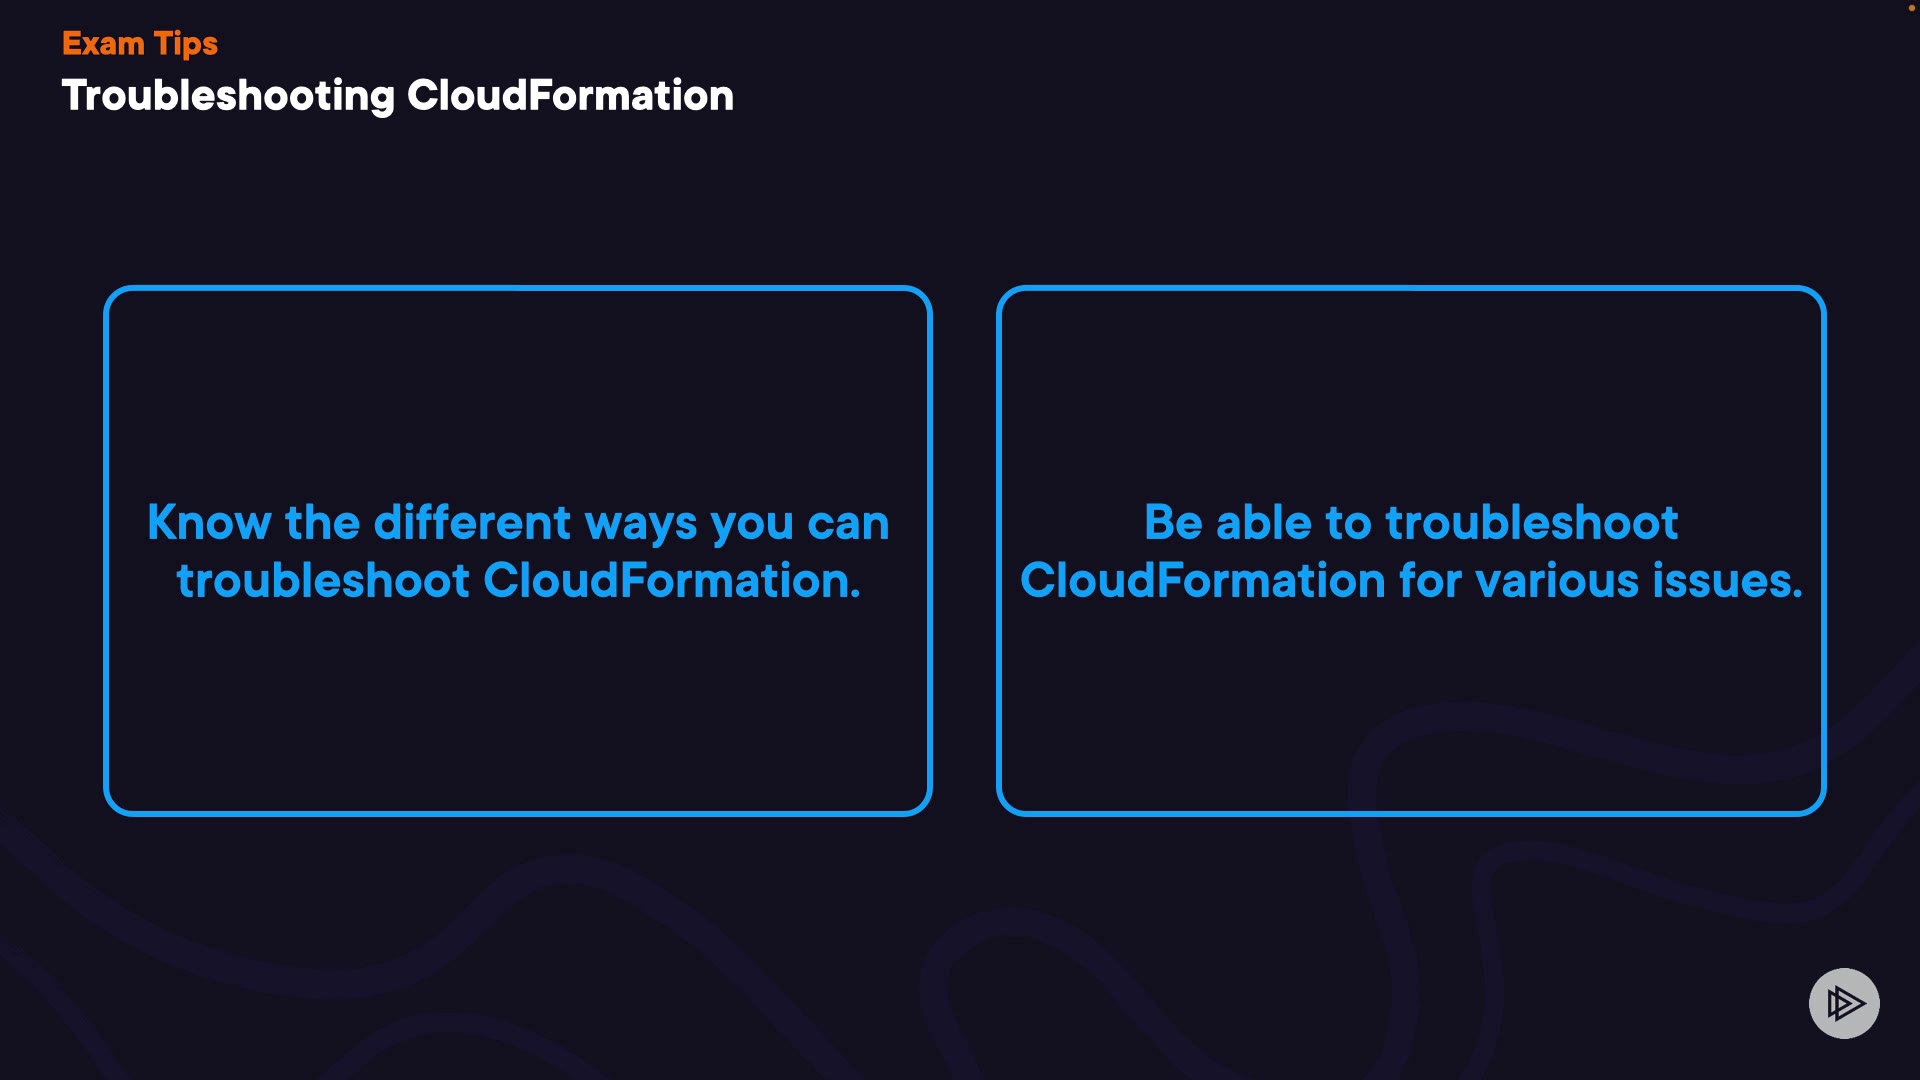 Exam Tips
Troubleshooting CloudFormation
Know the different ways you can
troubleshoot CloudFormation.
Be able to troubleshoot
CloudFormation for various issues.